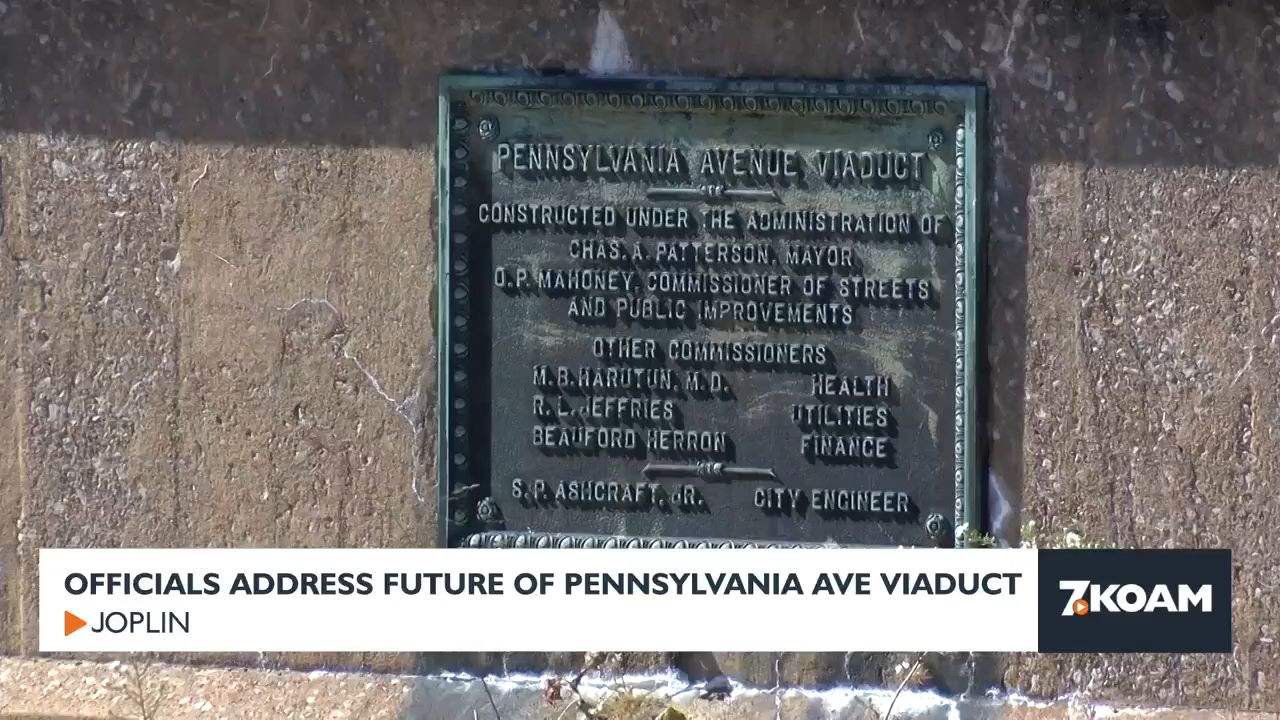 PENNSYLVANIA AVENUE VIADUCT
CONSTRUCTED UNDER THE ADMINISTRATION OF
CHAS. A. PATTERSON, MAYOR
O.P. MAHONEY, COMMISSIONER OF STREETS
AND PUBLIC IMPROVEMENTS
OTHER COMMISSIONERS
M.B. HARUTUN, M.D. HEALTH
R.L. JEFFRIES UTILITIES
BEAUFORD HERRON FINANCE
S.P. ASHCRAFT, JR. CITY ENGINEER
OFFICIALS ADDRESS FUTURE OF PENNSYLVANIA AVE VIADUCT
JOPLIN
7 KOAM